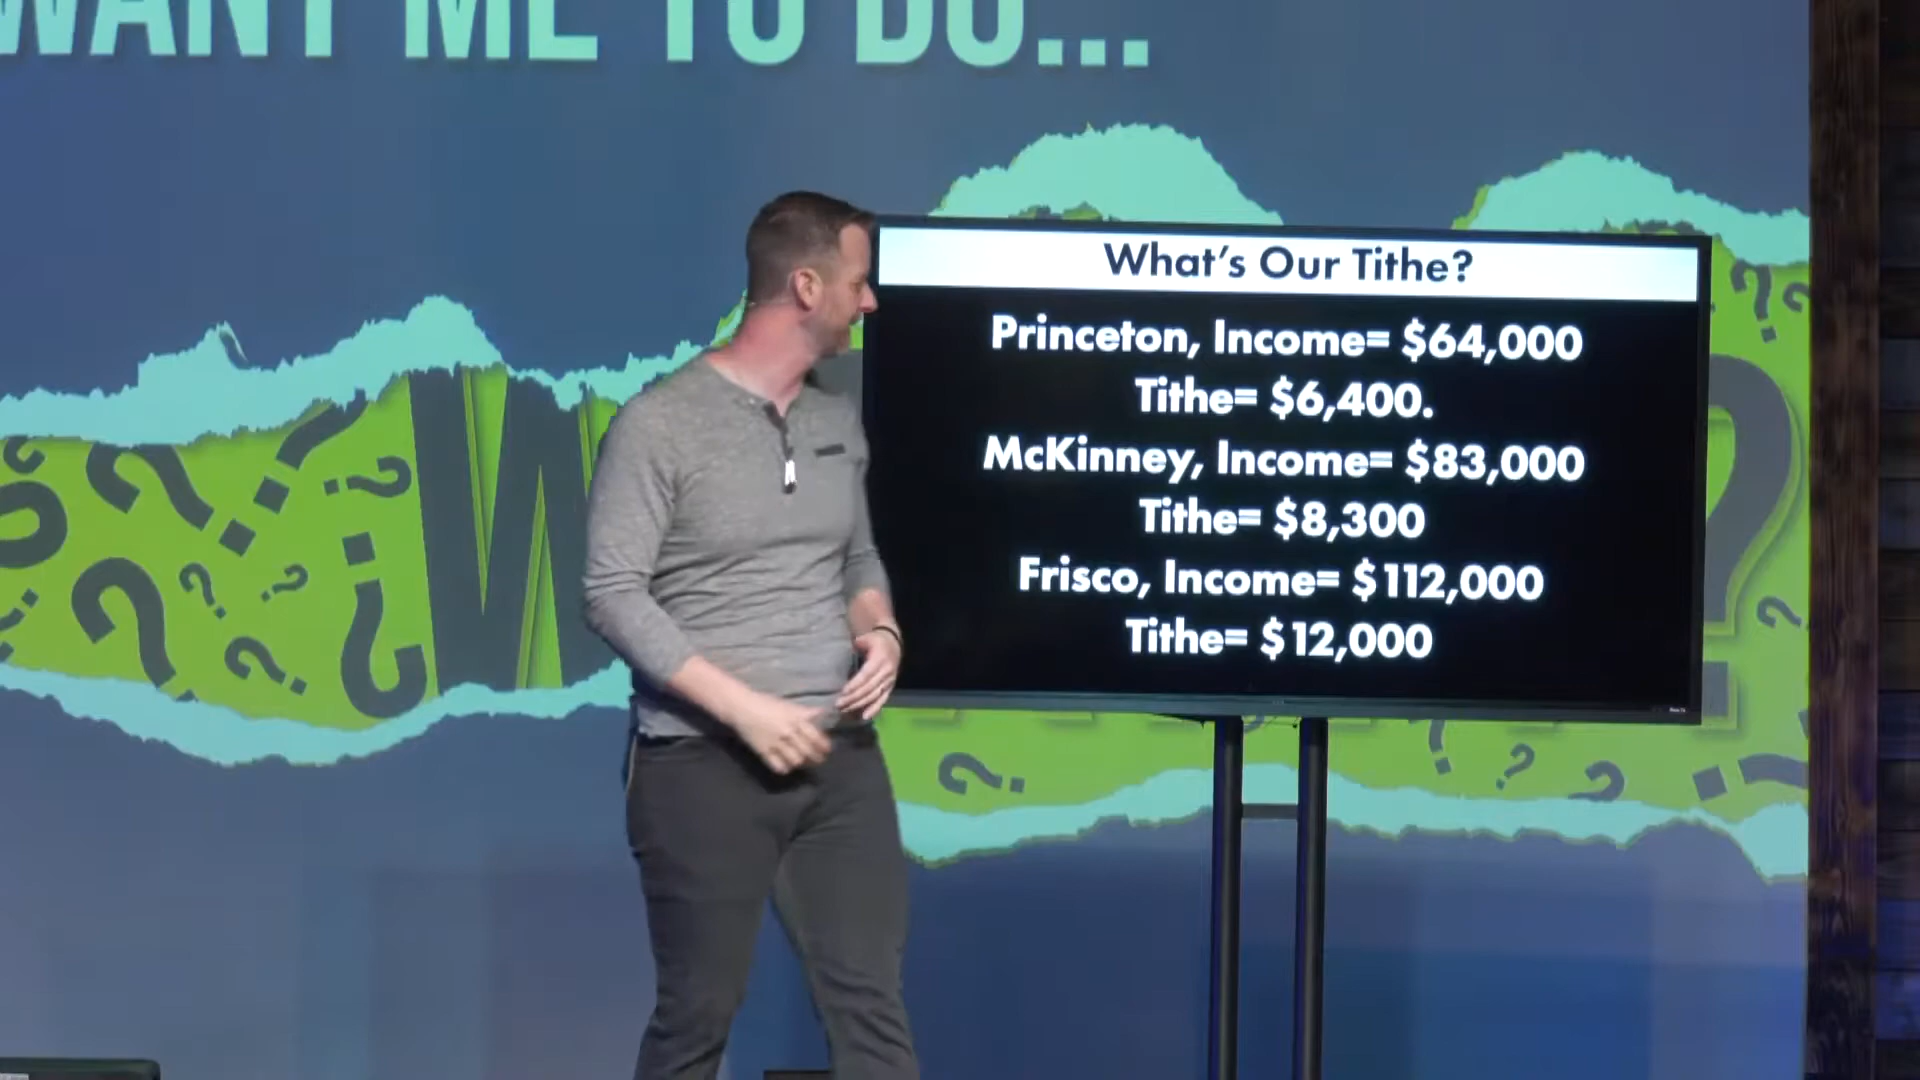 WANT ME TO DO...
What's Our Tithe?
Princeton, Income= $64,000
Tithe= $6,400.
McKinney, Income= $83,000
Tithe= $8,300
Frisco, Income= $112,000
Tithe= $12,000
W